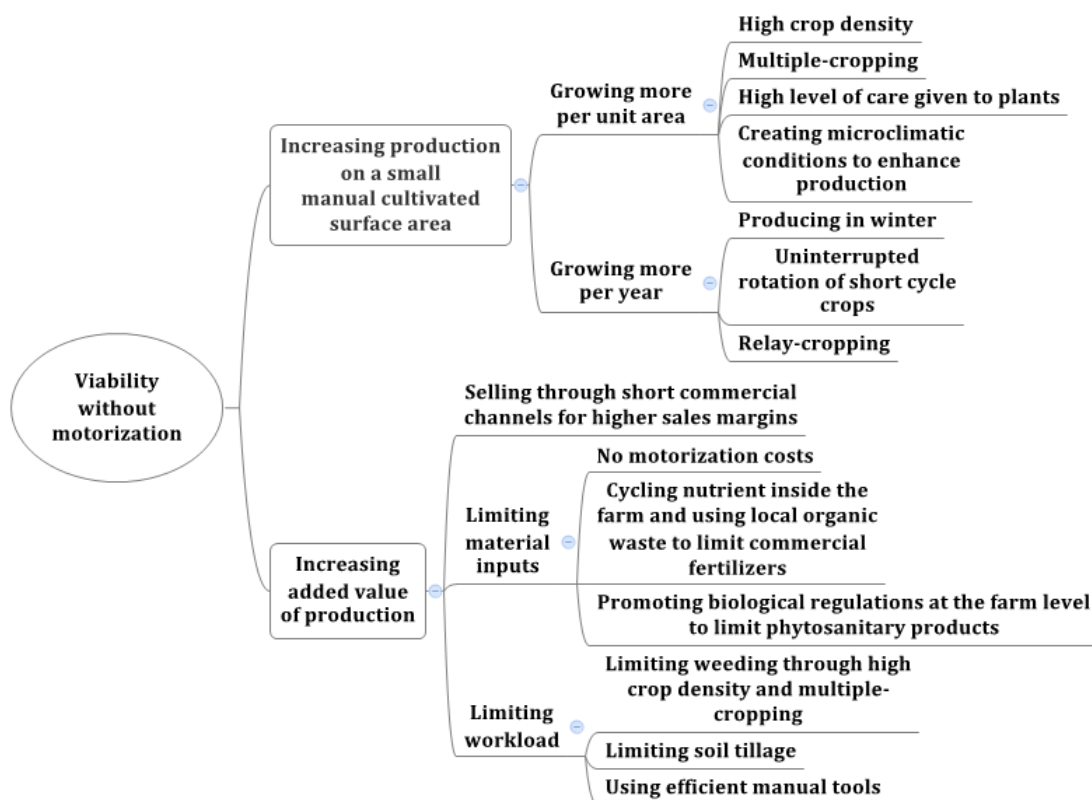 Viability
without
motorization
Increasing production
on a small
manual cultivated
surface area
Growing more
per unit area
High crop density
Multiple-cropping
High level of care given to plants
Creating microclimatic
conditions to enhance
production
Growing more
per year
Producing in winter
Uninterrupted
rotation of short cycle
crops
Relay-cropping
Increasing
added value
of production
Selling through short commercial
channels for higher sales margins
Limiting
material
inputs
No motorization costs
Cycling nutrient inside the
farm and using local organic
waste to limit commercial
fertilizers
Promoting biological regulations at the farm level
to limit phytosanitary products
Limiting
workload
Limiting weeding through high
crop density and multiple-
cropping
Limiting soil tillage
Using efficient manual tools